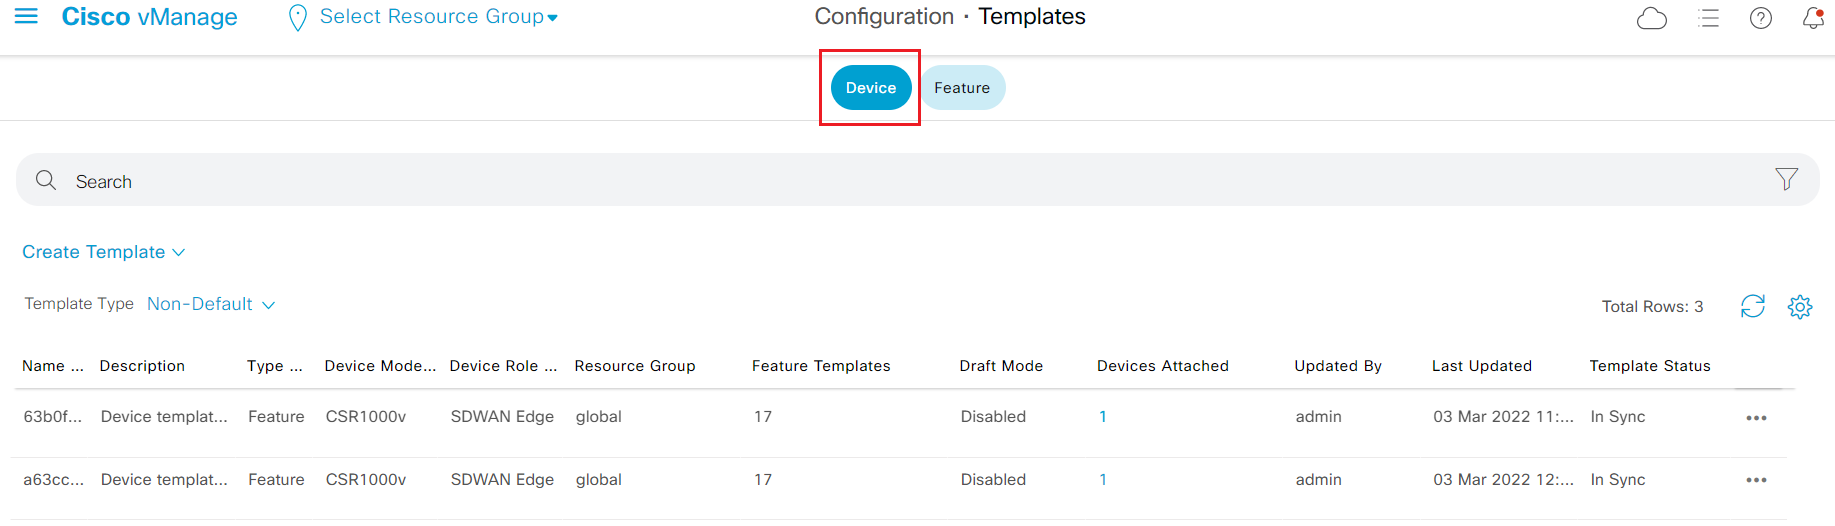 Cisco vManage Select Resource Group Configuration · Templates
Device Feature
Search
Create Template
Template Type Non-Default Total Rows: 3
Name ... Description Type ... Device Mode... Device Role ... Resource Group Feature Templates Draft Mode Devices Attached Updated By Last Updated Template Status
63b0f... Device templat... Feature CSR1000v SDWAN Edge global 17 Disabled 1 admin 03 Mar 2022 11:... In Sync •••
a63cc... Device templat... Feature CSR1000v SDWAN Edge global 17 Disabled 1 admin 03 Mar 2022 12:... In Sync •••